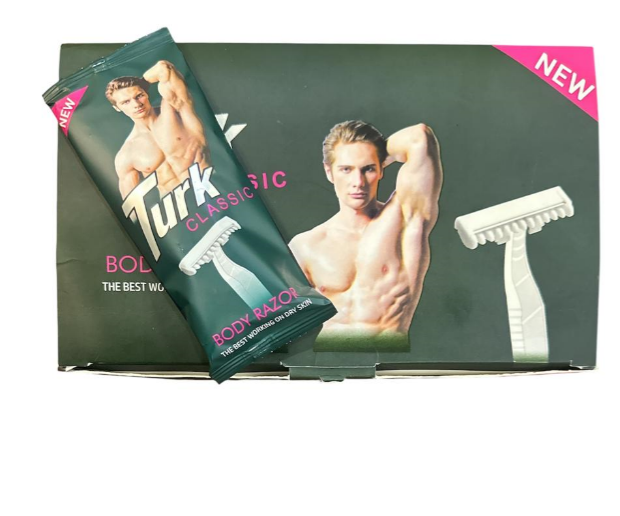 NEW
Turk
CLASSIC
BODY RAZOR
THE BEST WORKING ON DRY SKIN
NEW
SIC
BOD
THE BEST WO